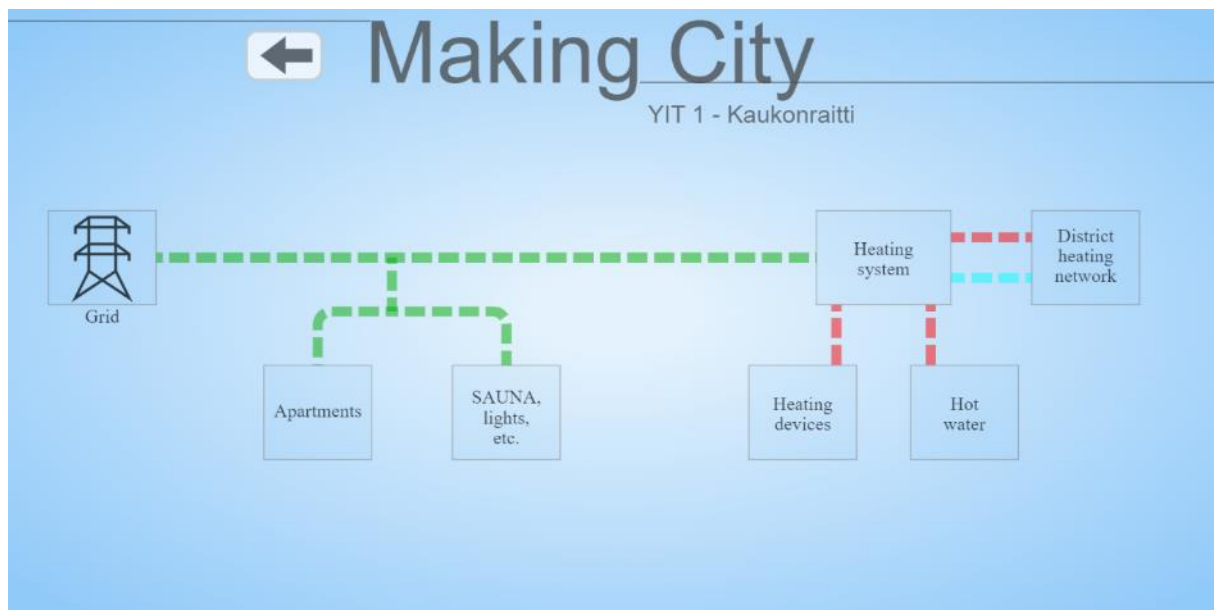 Making City
YIT 1 - Kaukonraitti
Grid
Apartments
SAUNA,
lights,
etc.
Heating
system
District
heating
network
Heating
devices
Hot
water